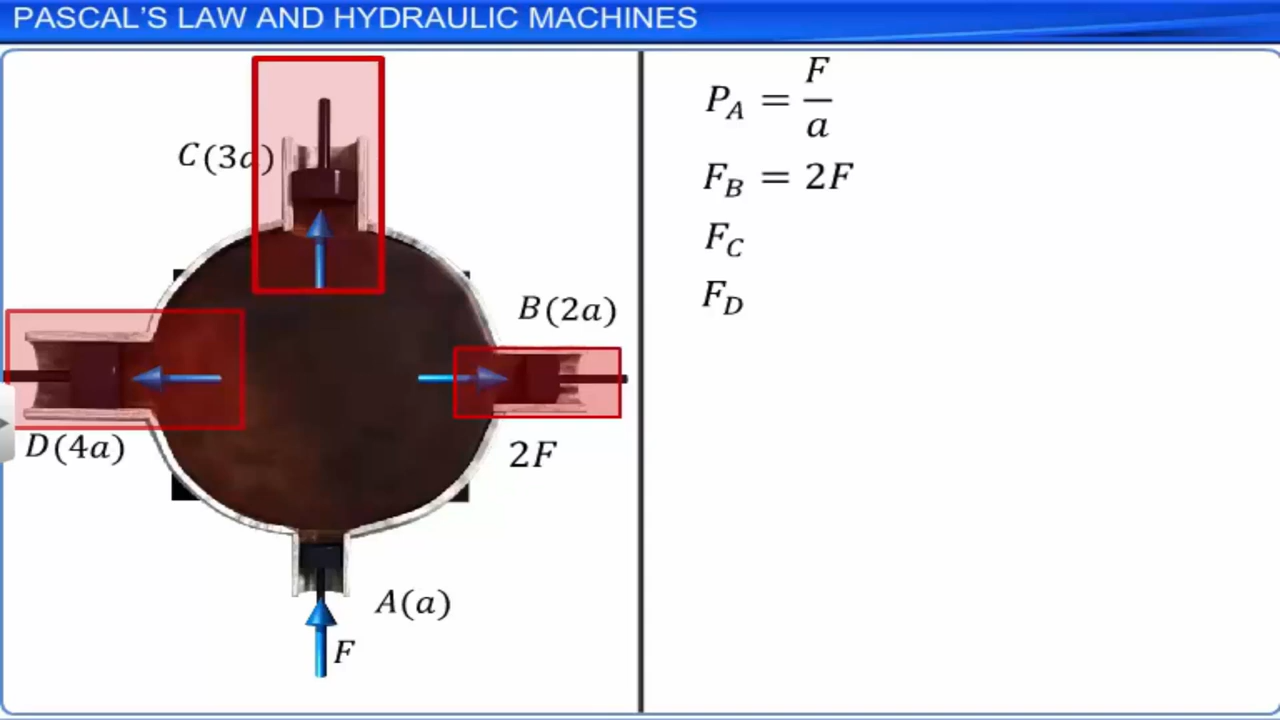 PASCAL'S LAW AND HYDRAULIC MACHINES
C(3a)
B(2a)
D(4a)
2F
A(a)
F
P_A = F/a
F_B = 2F
F_C
F_D